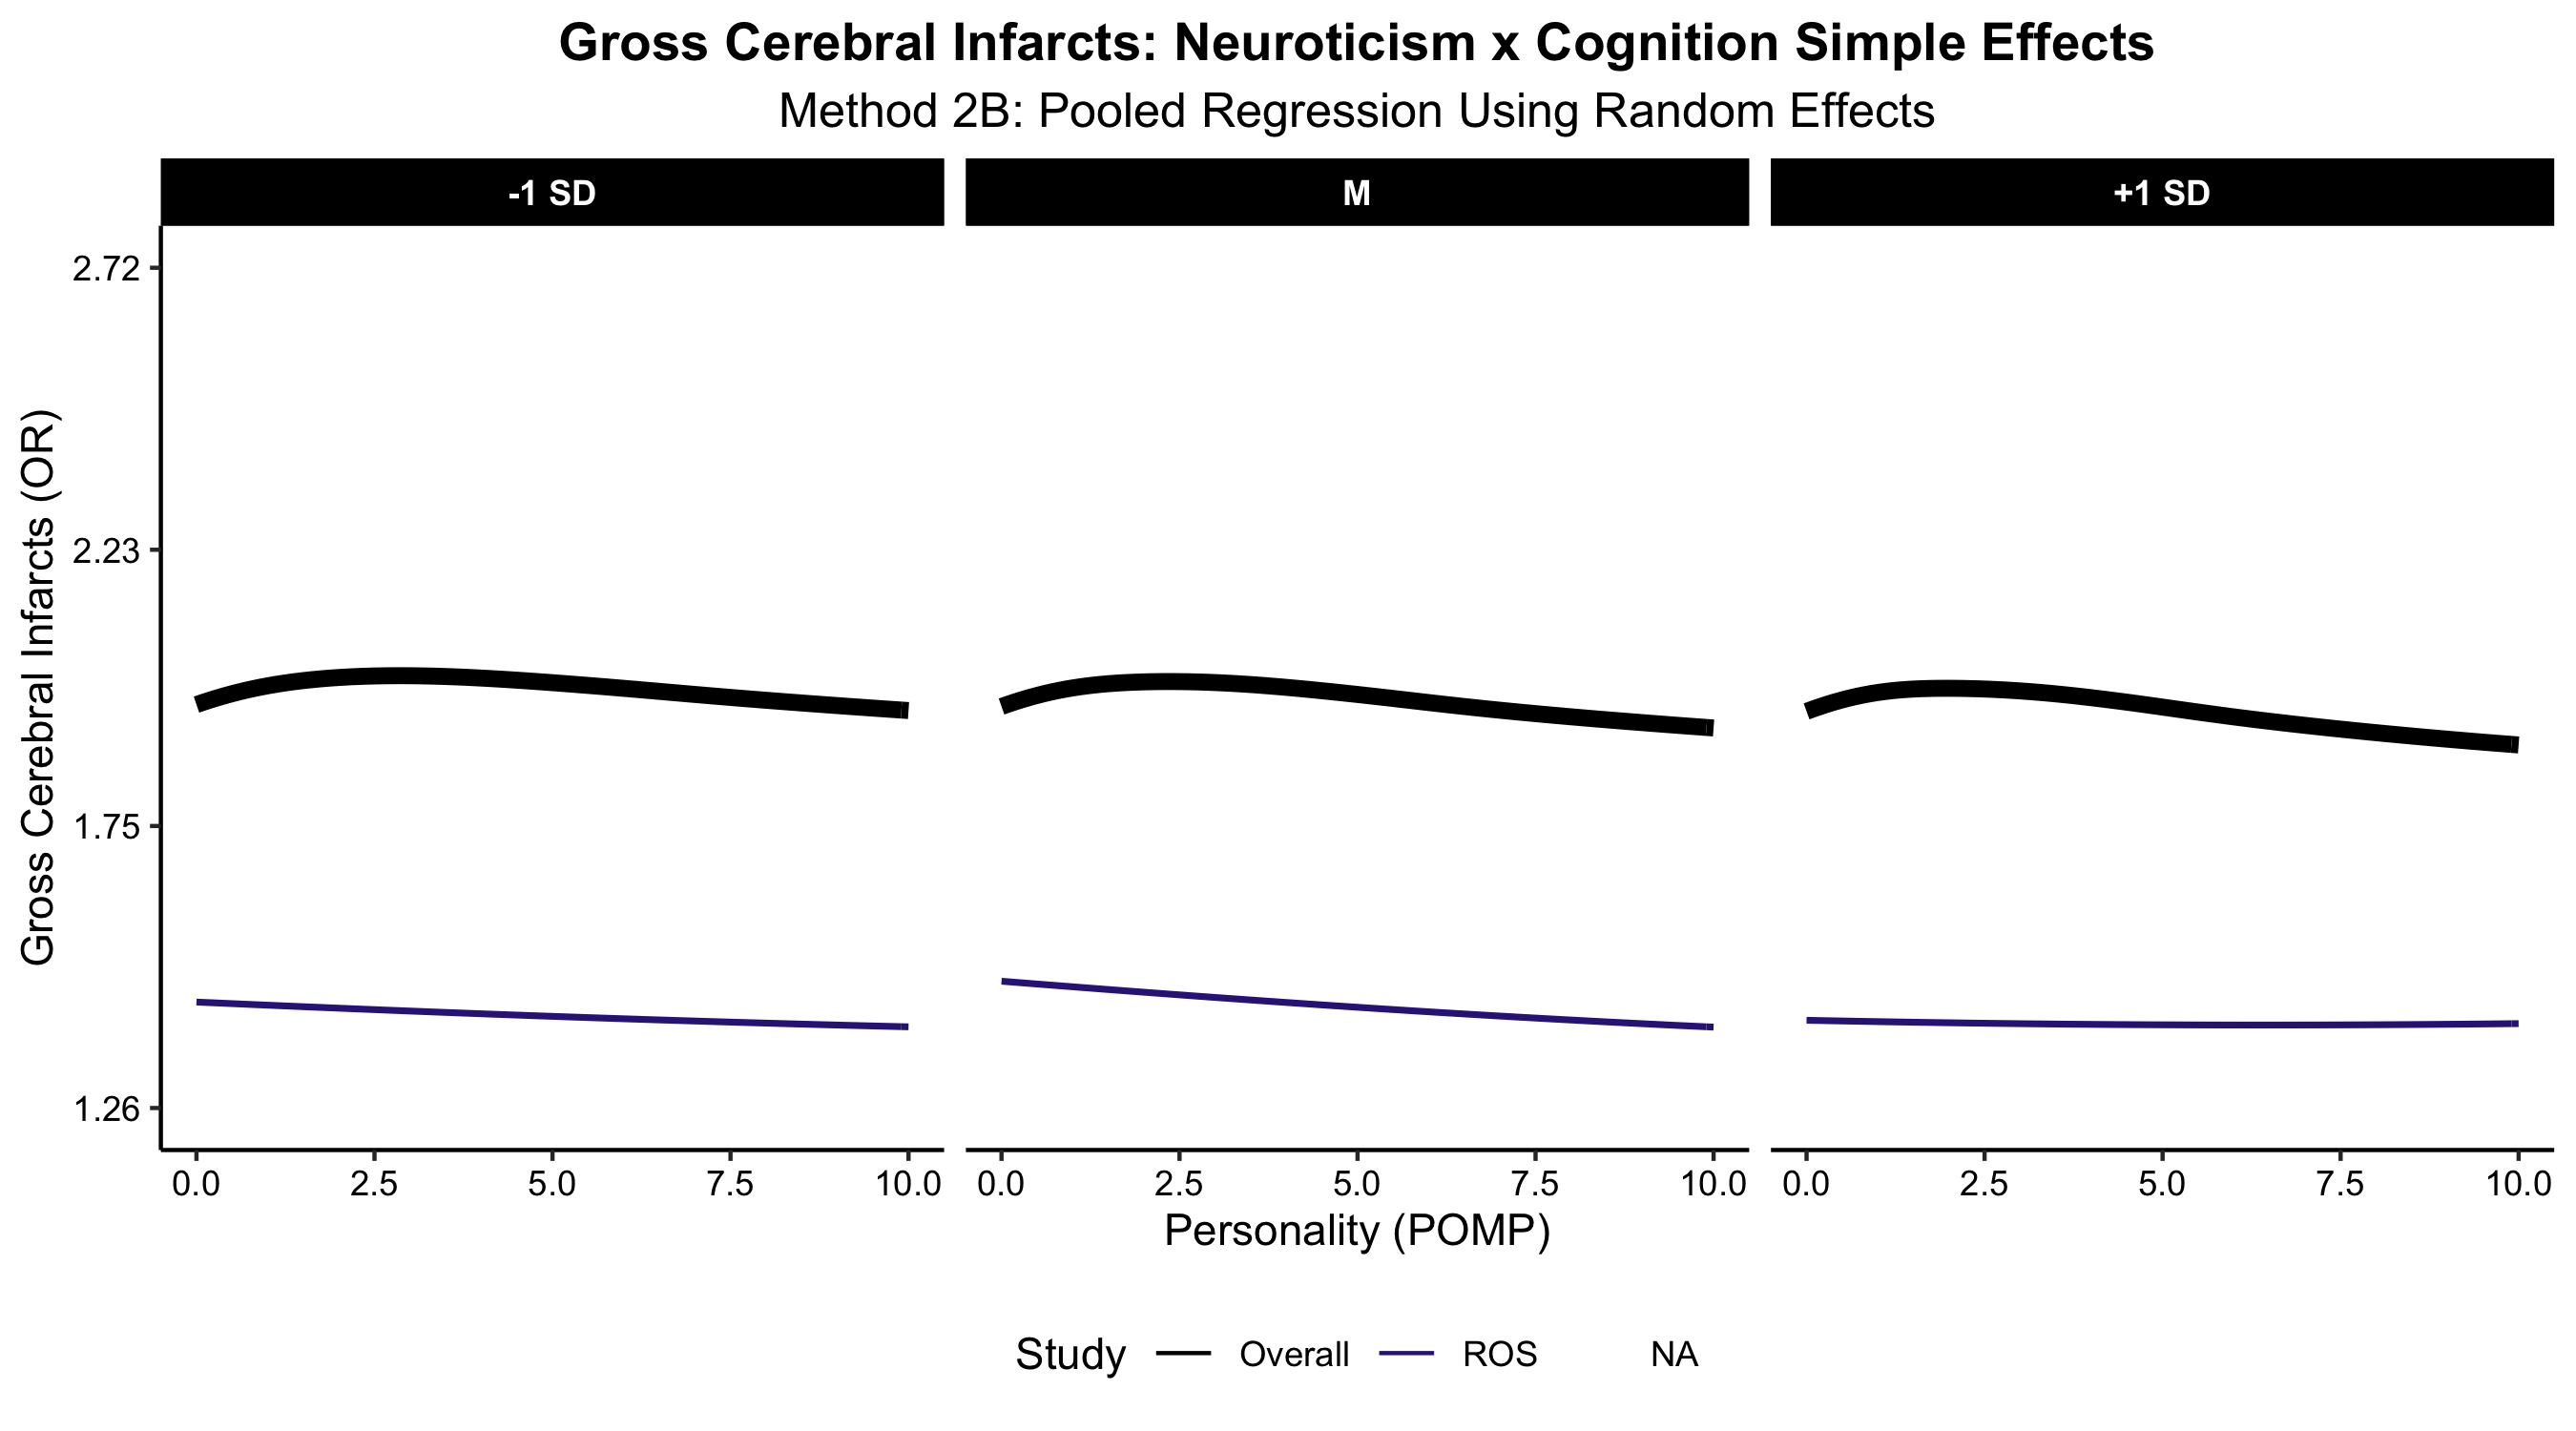 Gross Cerebral Infarcts: Neuroticism x Cognition Simple Effects
Method 2B: Pooled Regression Using Random Effects
-1 SD
M
+1 SD
Gross Cerebral Infarcts (OR)
2.72
2.23
1.75
1.26
0.0 2.5 5.0 7.5 10.0
0.0 2.5 5.0 7.5 10.0
0.0 2.5 5.0 7.5 10.0
Personality (POMP)
Study Overall ROS NA